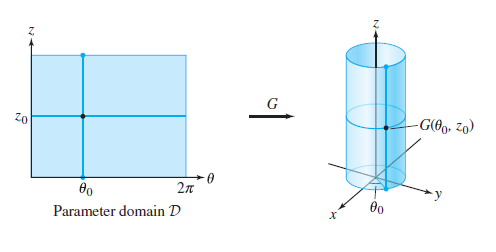 z
z₀
θ₀
2π
θ
Parameter domain 𝒟
G
z
G(θ₀, z₀)
y
x
θ₀